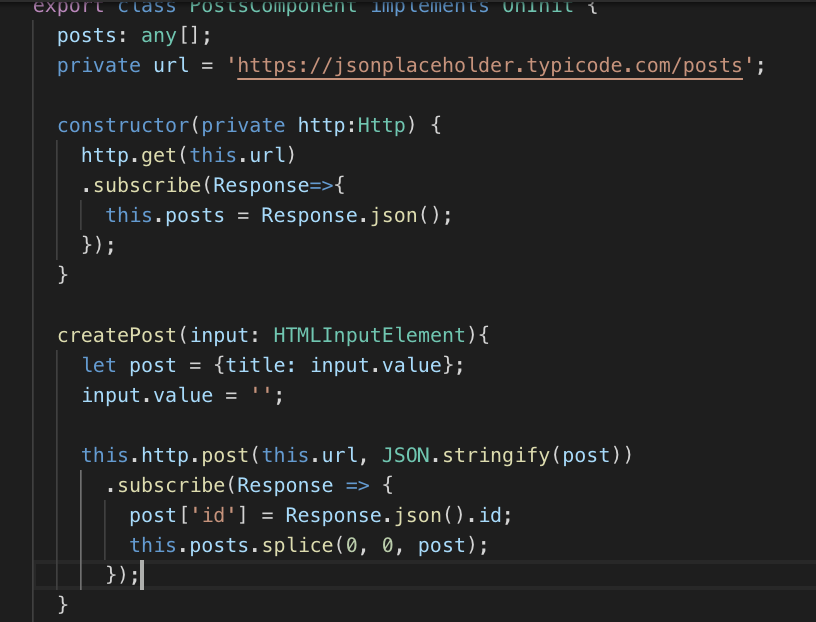 export class PostsComponent implements OnInit {
posts: any[];
private url = 'https://jsonplaceholder.typicode.com/posts';
constructor(private http:Http) {
http.get(this.url)
.subscribe(Response=>{
this.posts = Response.json();
});
}
createPost(input: HTMLInputElement){
let post = {title: input.value};
input.value = '';
this.http.post(this.url, JSON.stringify(post))
.subscribe(Response => {
post['id'] = Response.json().id;
this.posts.splice(0, 0, post);
});
}